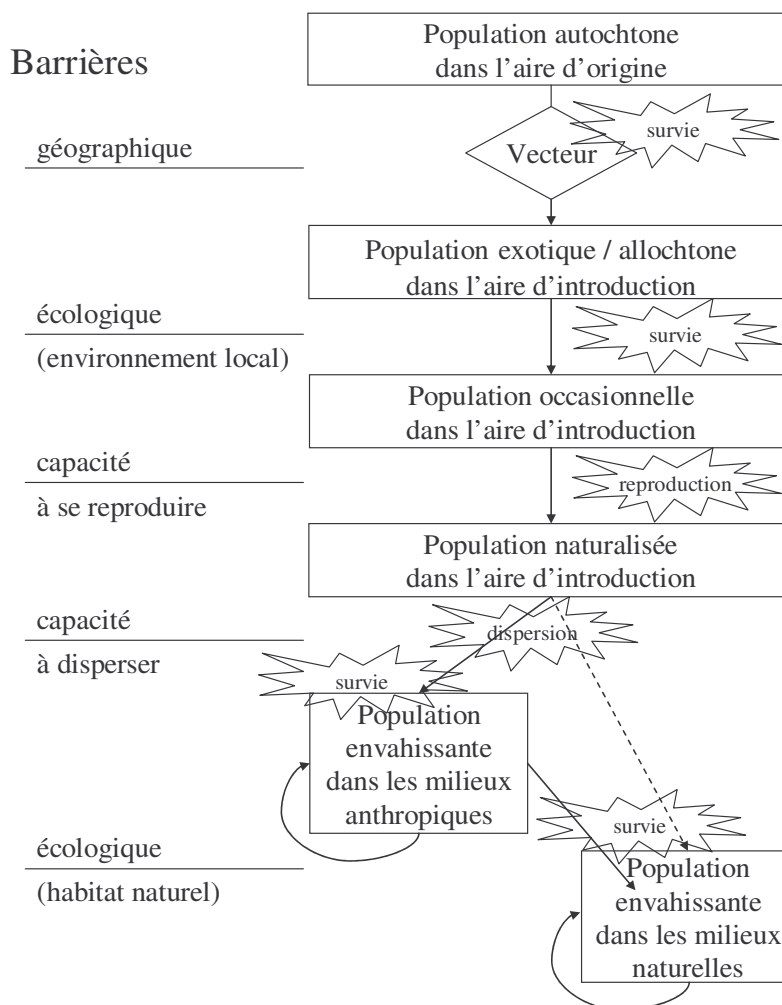 Population autochtone
dans l'aire d'origine
Barrières
survie
géographique
Vecteur
Population exotique / allochtone
dans l'aire d'introduction
écologique
survie
(environnement local)
Population occasionnelle
dans l'aire d'introduction
capacité
reproduction
à se reproduire
Population naturalisée
dans l'aire d'introduction
capacité
dispersion
à disperser
survie
Population
envahissante
dans les milieux
anthropiques
survie
écologique
(habitat naturel)
Population
envahissante
dans les milieux
naturelles